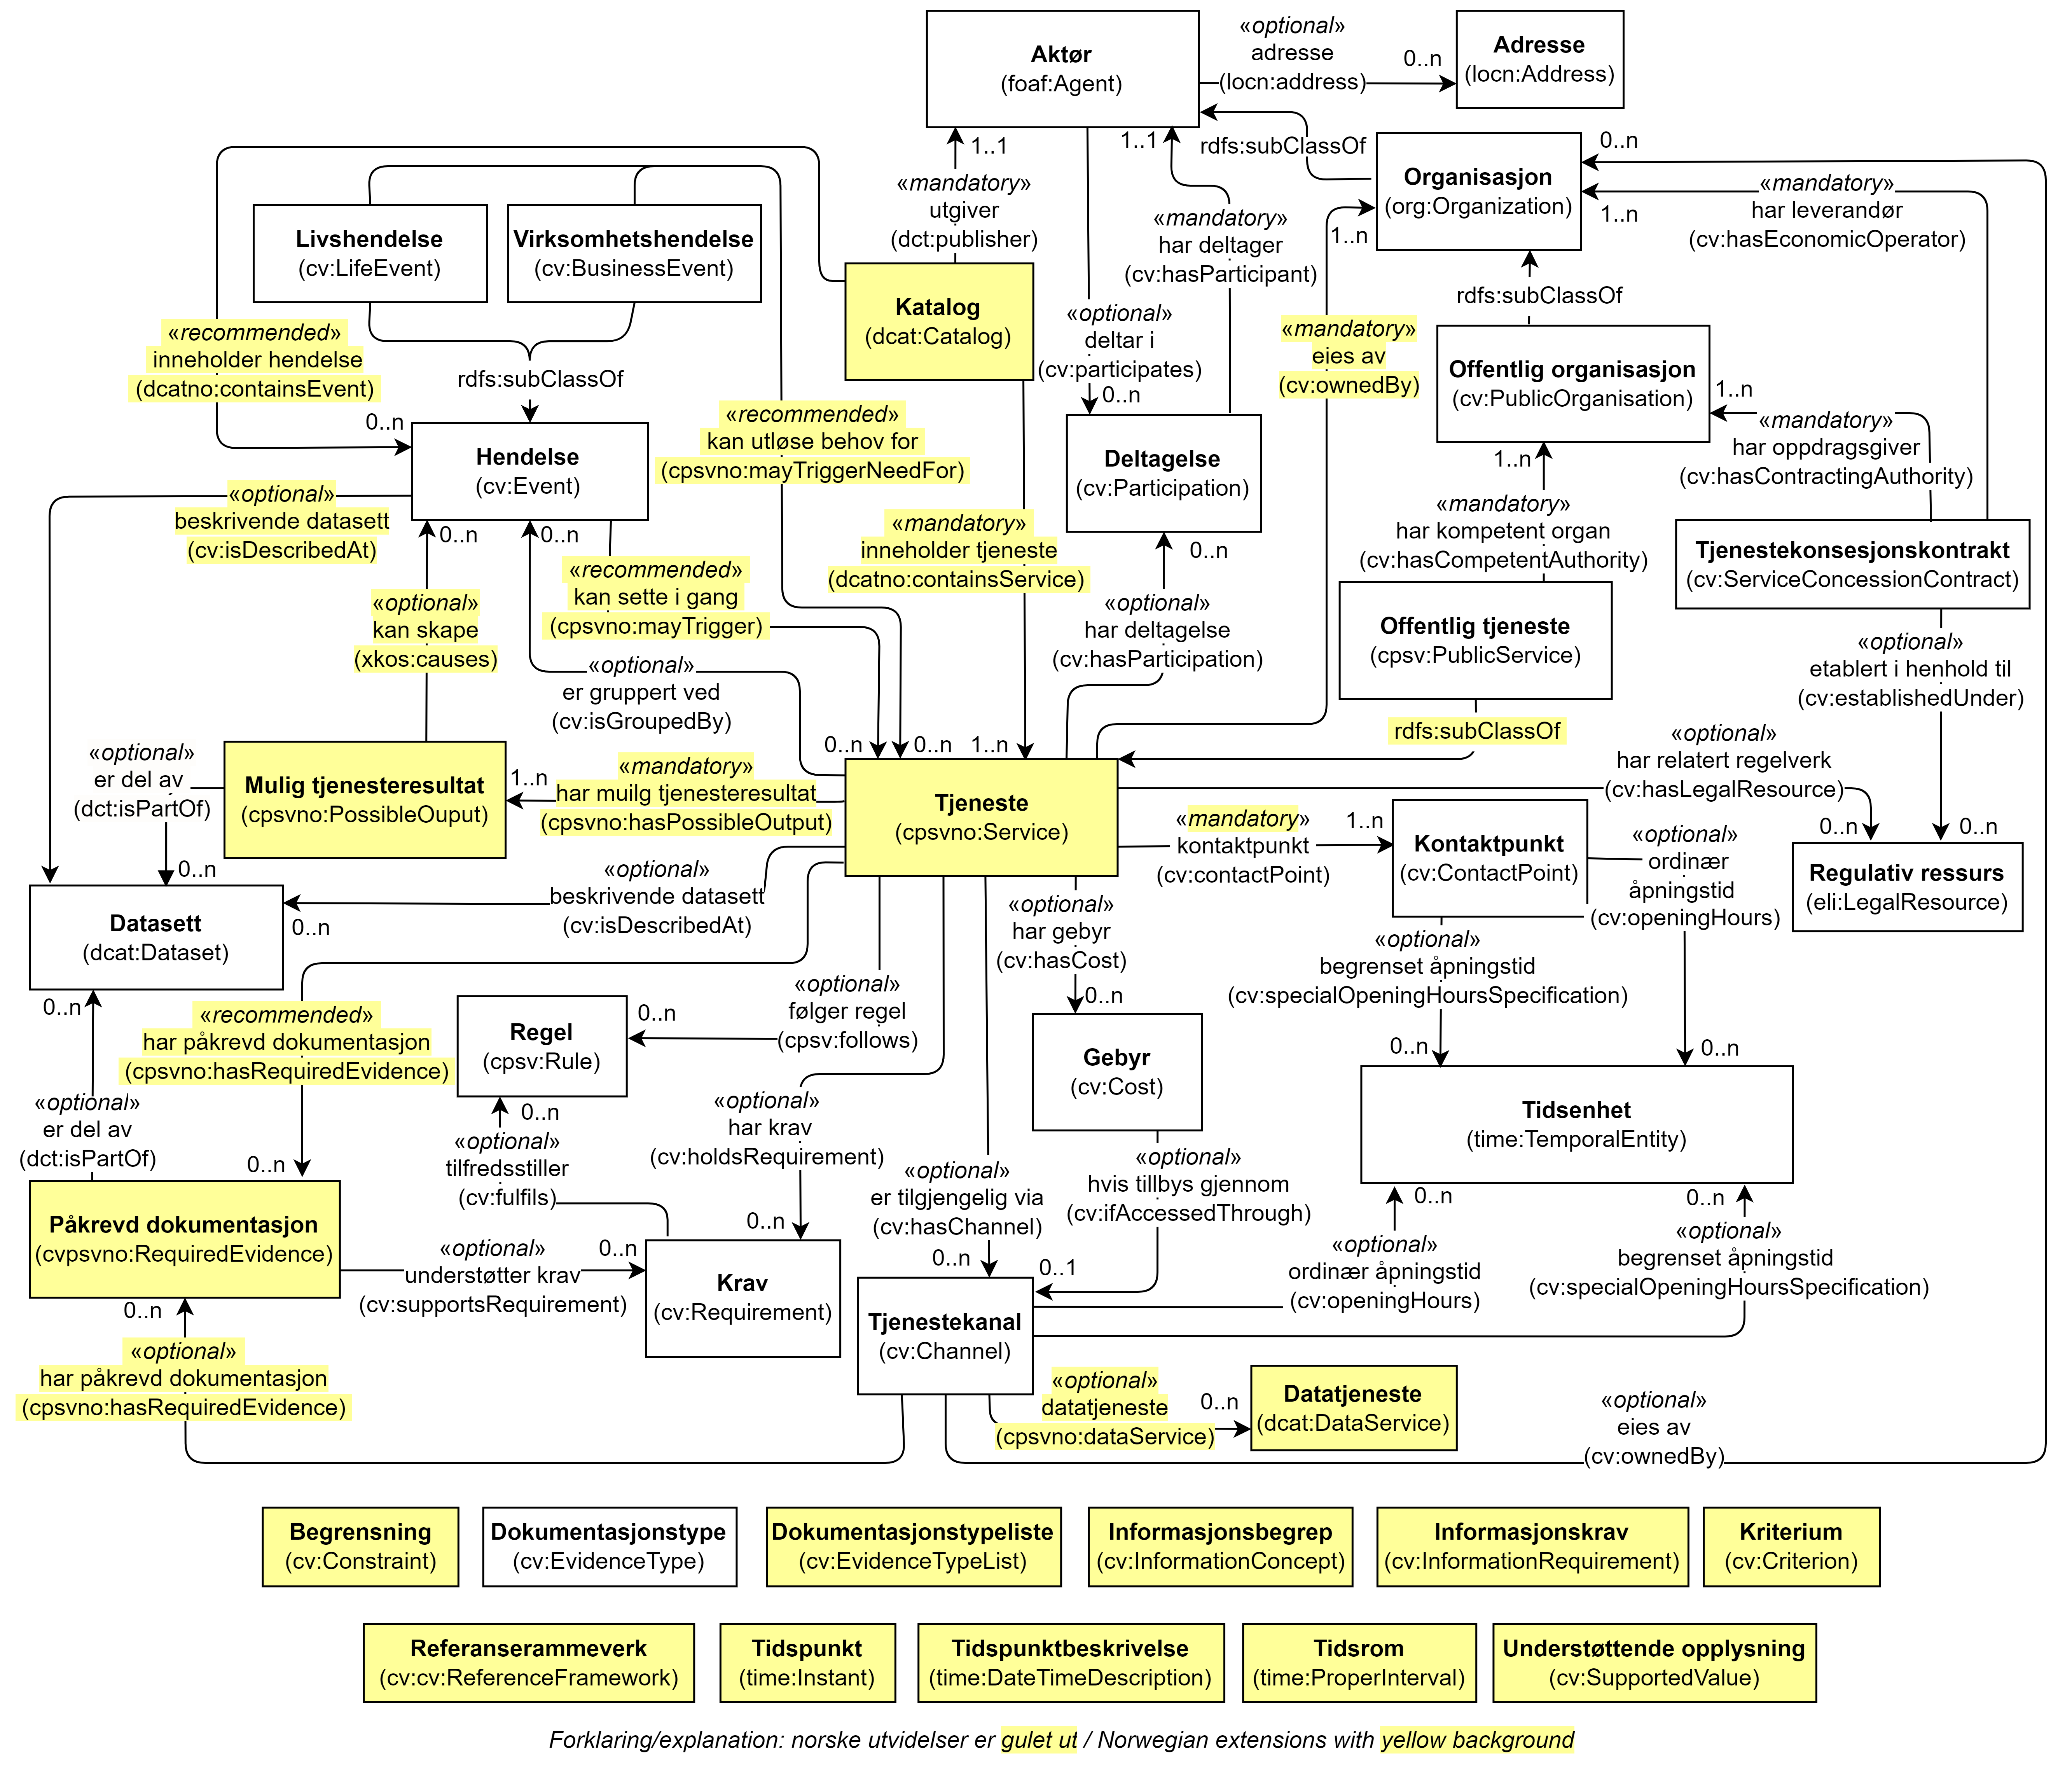 Aktør
(foaf:Agent)
«optional»
adresse
(locn:address)
0..n
Adresse
(locn:Address)
1..1
1..1
rdfs:subClassOf
Organisasjon
(org:Organization)
0..n
«mandatory»
har leverandør
(cv:hasEconomicOperator)
1..n
1..n
«mandatory»
utgiver
(dct:publisher)
«mandatory»
har deltager
(cv:hasParticipant)
Livshendelse
(cv:LifeEvent)
Virksomhetshendelse
(cv:BusinessEvent)
Katalog
(dcat:Catalog)
rdfs:subClassOf
«recommended»
inneholder hendelse
(dcatno:containsEvent)
rdfs:subClassOf
«optional»
deltar i
(cv:participates)
0..n
«mandatory»
eies av
(cv:ownedBy)
Offentlig organisasjon
(cv:PublicOrganisation)
1..n
«mandatory»
har oppdragsgiver
(cv:hasContractingAuthority)
0..n
Hendelse
(cv:Event)
«recommended»
kan utløse behov for
(cpsvno:mayTriggerNeedFor)
Deltagelse
(cv:Participation)
1..n
«mandatory»
har kompetent organ
(cv:hasCompetentAuthority)
«optional»
beskrivende datasett
(cv:isDescribedAt)
0..n
0..n
«recommended»
kan sette i gang
(cpsvno:mayTrigger)
«mandatory»
inneholder tjeneste
(dcatno:containsService)
0..n
Tjenestekonsesjonskontrakt
(cv:ServiceConcessionContract)
«optional»
kan skape
(xkos:causes)
«optional»
har deltagelse
(cv:hasParticipation)
Offentlig tjeneste
(cpsv:PublicService)
«optional»
etablert i henhold til
(cv:establishedUnder)
«optional»
er gruppert ved
(cv:isGroupedBy)
rdfs:subClassOf
0..n
0..n
1..n
«optional»
har relatert regelverk
(cv:hasLegalResource)
«optional»
er del av
(dct:isPartOf)
0..n
Mulig tjenesteresultat
(cpsvno:PossibleOuput)
1..n
«mandatory»
har muilg tjenesteresultat
(cpsvno:hasPossibleOutput)
Tjeneste
(cpsvno:Service)
«mandatory»
kontaktpunkt
(cv:contactPoint)
1..n
Kontaktpunkt
(cv:ContactPoint)
«optional»
ordinær
åpningstid
(cv:openingHours)
0..n
0..n
Regulativ ressurs
(eli:LegalResource)
Datasett
(dcat:Dataset)
0..n
«optional»
beskrivende datasett
(cv:isDescribedAt)
«optional»
har gebyr
(cv:hasCost)
0..n
«optional»
begrenset åpningstid
(cv:specialOpeningHoursSpecification)
0..n
0..n
0..n
«recommended»
har påkrevd dokumentasjon
(cpsvno:hasRequiredEvidence)
0..n
Regel
(cpsv:Rule)
0..n
«optional»
følger regel
(cpsv:follows)
Gebyr
(cv:Cost)
Tidsenhet
(time:TemporalEntity)
«optional»
er del av
(dct:isPartOf)
0..n
«optional»
tilfredsstiller
(cv:fulfils)
«optional»
har krav
(cv:holdsRequirement)
0..n
«optional»
er tilgjengelig via
(cv:hasChannel)
0..n
«optional»
hvis tillbys gjennom
(cv:ifAccessedThrough)
0..1
0..n
0..n
Påkrevd dokumentasjon
(cvpsvno:RequiredEvidence)
«optional»
understøtter krav
(cv:supportsRequirement)
0..n
Krav
(cv:Requirement)
Tjenestekanal
(cv:Channel)
«optional»
ordinær åpningstid
(cv:openingHours)
«optional»
begrenset åpningstid
(cv:specialOpeningHoursSpecification)
0..n
«optional»
har påkrevd dokumentasjon
(cpsvno:hasRequiredEvidence)
«optional»
datatjeneste
(cpsvno:dataService)
0..n
Datatjeneste
(dcat:DataService)
«optional»
eies av
(cv:ownedBy)
Begrensning
(cv:Constraint)
Dokumentasjonstype
(cv:EvidenceType)
Dokumentasjonstypeliste
(cv:EvidenceTypeList)
Informasjonsbegrep
(cv:InformationConcept)
Informasjonskrav
(cv:InformationRequirement)
Kriterium
(cv:Criterion)
Referanserammeverk
(cv:cv:ReferenceFramework)
Tidspunkt
(time:Instant)
Tidspunktbeskrivelse
(time:DateTimeDescription)
Tidsrom
(time:ProperInterval)
Understøttende opplysning
(cv:SupportedValue)
Forklaring/explanation: norske utvidelser er gulet ut / Norwegian extensions with yellow background